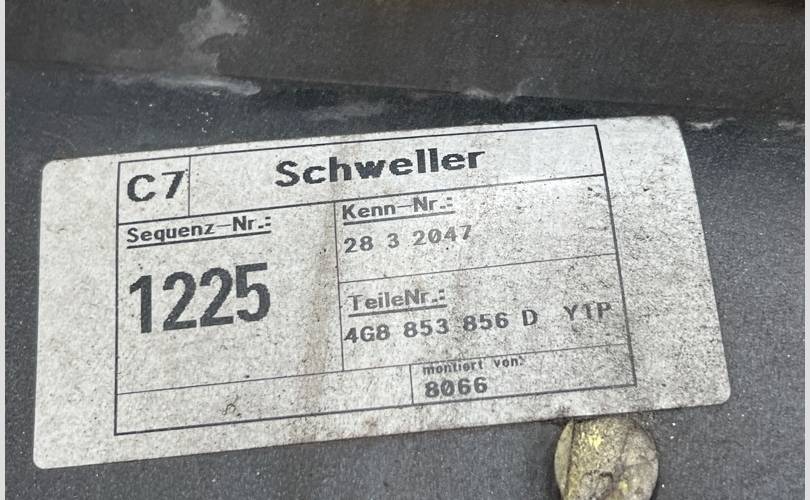 C7 Schweller
Sequenz-Nr.:
1225
Kenn-Nr.:
28 3 2047
TeileNr.:
4G8 853 856 D YTP
montiert von:
8066